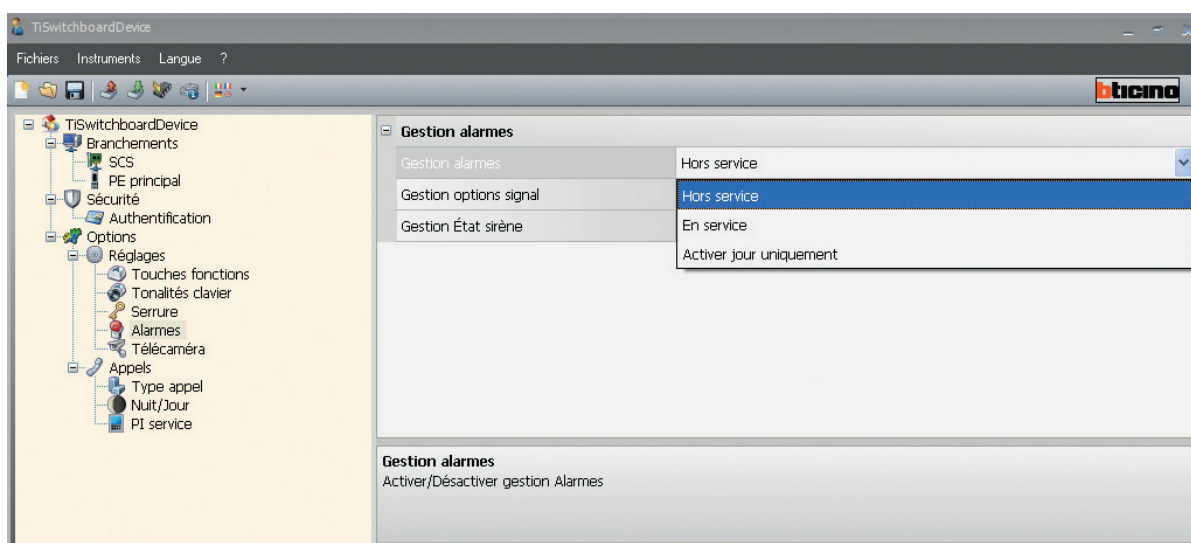 TiSwitchboardDevice
Fichiers Instruments Langue ?
bticino
TiSwitchboardDevice
Branchements
SCS
PE principal
Sécurité
Authentification
Options
Réglages
Touches fonctions
Tonalités clavier
Serrure
Alarmes
Télécaméra
Appels
Type appel
Nuit/Jour
PI service
Gestion alarmes
Gestion alarmes Hors service
Gestion options signal
Gestion État sirène
Hors service
En service
Activer jour uniquement
Gestion alarmes
Activer/Désactiver gestion Alarmes